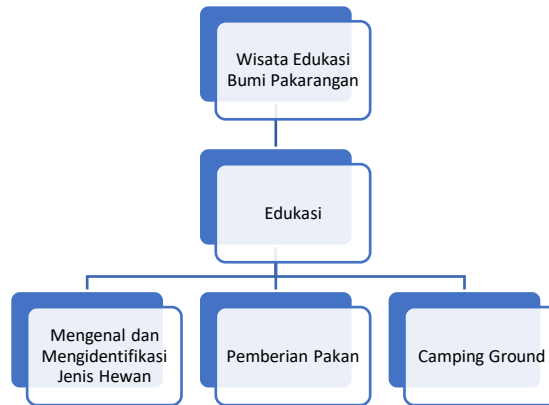 Wisata Edukasi
Bumi Pakarangan
Edukasi
Mengenal dan
Mengidentifikasi
Jenis Hewan
Pemberian Pakan
Camping Ground